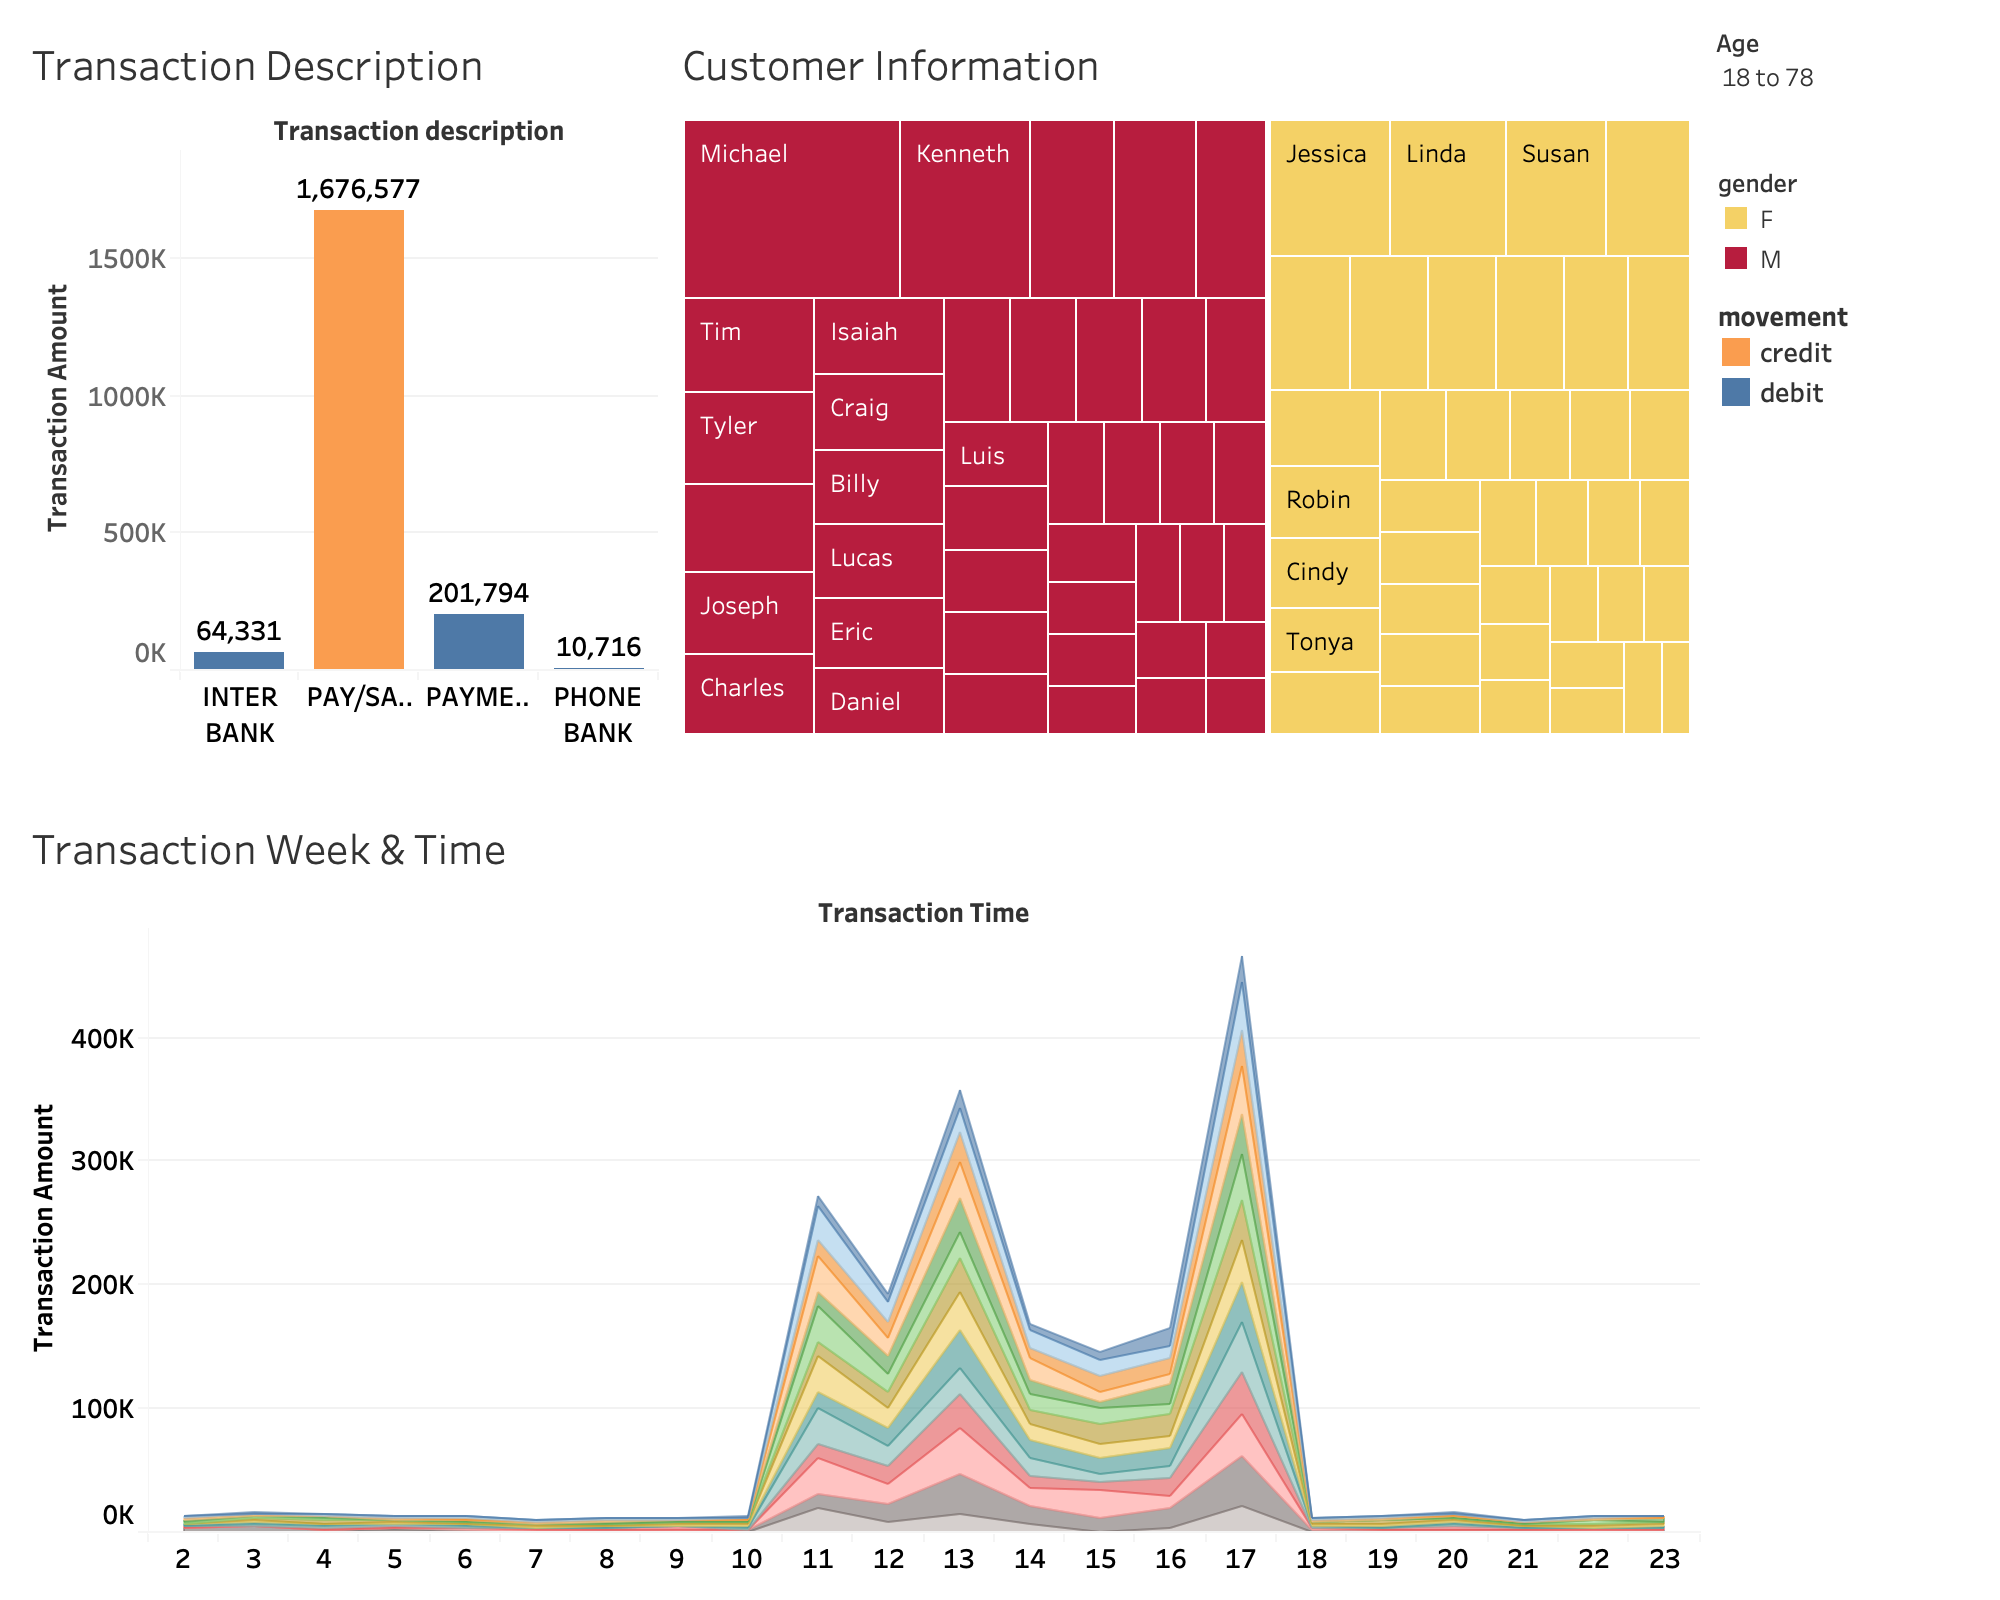 Transaction Description
Transaction description
1,676,577
1500K
1000K
500K
0K
Transaction Amount
64,331
201,794
10,716
INTER BANK
PAY/SA..
PAYME..
PHONE BANK
Customer Information
Michael
Kenneth
Tim
Isaiah
Craig
Tyler
Billy
Luis
Lucas
Joseph
Eric
Charles
Daniel
Jessica
Linda
Susan
Robin
Cindy
Tonya
Age
18 to 78
gender
F
M
movement
credit
debit
Transaction Week & Time
Transaction Time
Transaction Amount
400K
300K
200K
100K
0K
2 3 4 5 6 7 8 9 10 11 12 13 14 15 16 17 18 19 20 21 22 23